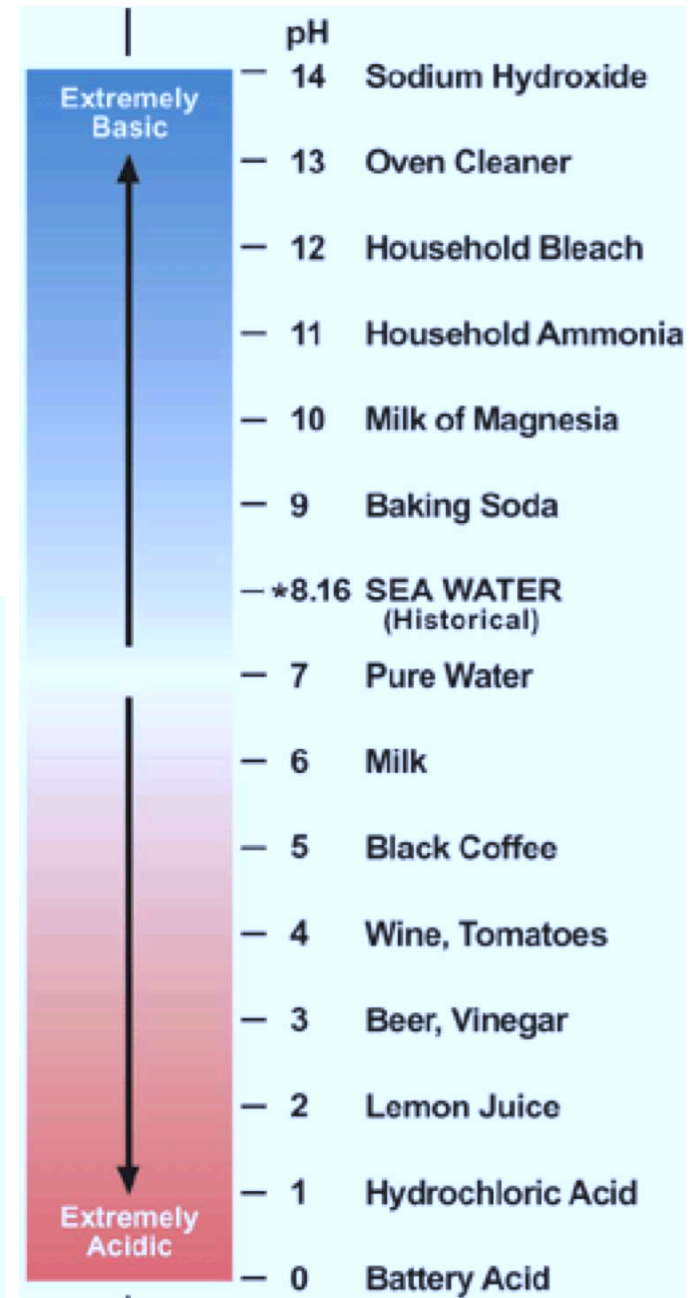 pH
Extremely
Basic
14 Sodium Hydroxide
13 Oven Cleaner
12 Household Bleach
11 Household Ammonia
10 Milk of Magnesia
9 Baking Soda
*8.16 SEA WATER
(Historical)
7 Pure Water
6 Milk
5 Black Coffee
4 Wine, Tomatoes
3 Beer, Vinegar
2 Lemon Juice
1 Hydrochloric Acid
Extremely
Acidic
0 Battery Acid